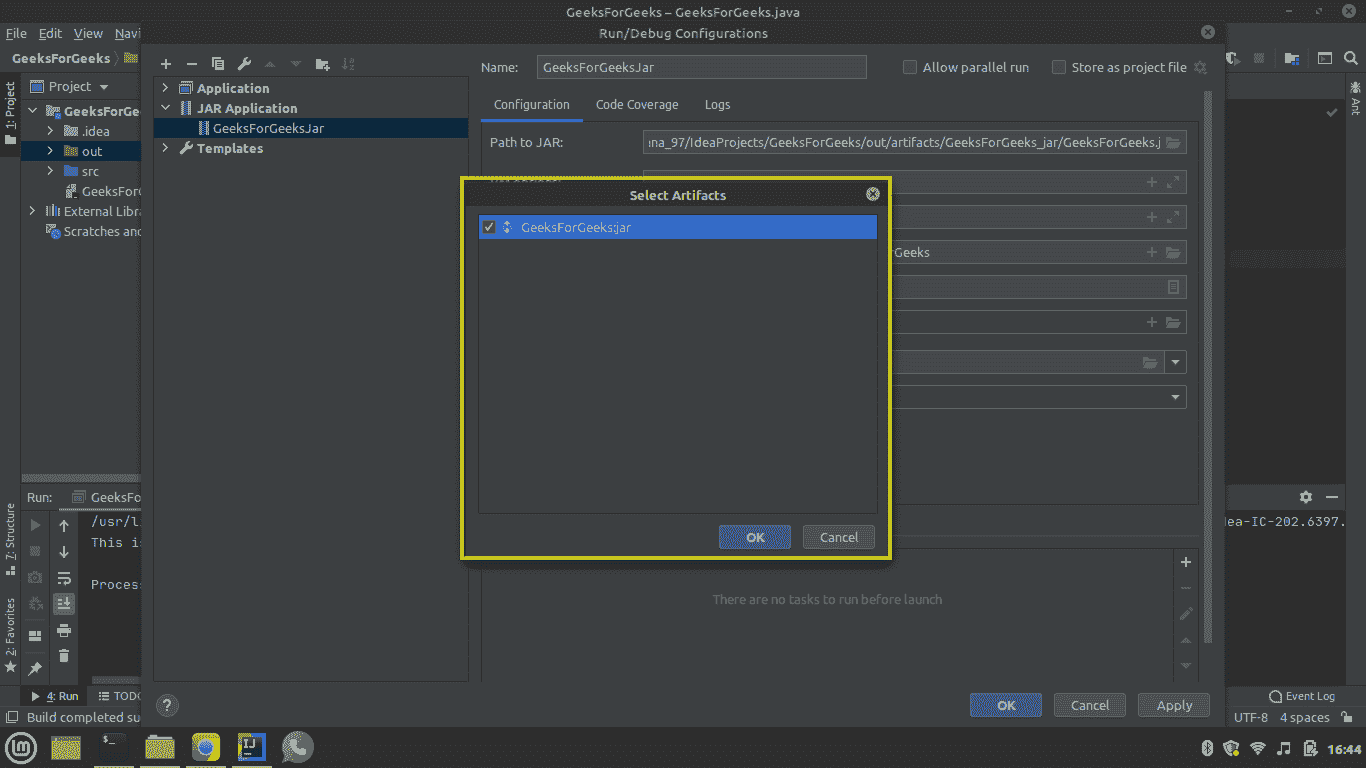 GeeksForGeeks – GeeksForGeeks.java
Run/Debug Configurations
File Edit View Navi
GeeksForGeeks
Project
GeeksForGe
.idea
out
src
GeeksForG
External Libra
Scratches and
1: Project
7: Structure
2: Favorites
Ant
Application
JAR Application
GeeksForGeeksJar
Templates
Name: GeeksForGeeksJar
Allow parallel run
Store as project file
Configuration Code Coverage Logs
Path to JAR: ına_97/IdeaProjects/GeeksForGeeks/out/artifacts/GeeksForGeeks_jar/GeeksForGeeks.j
rGeeks
Select Artifacts
GeeksForGeeks:jar
OK Cancel
There are no tasks to run before launch
Run: GeeksFo
/usr/l
dea-IC-202.6397.
This is
Process
OK Cancel Apply
4: Run TODO
Event Log
Build completed su
UTF-8 4 spaces
16:44